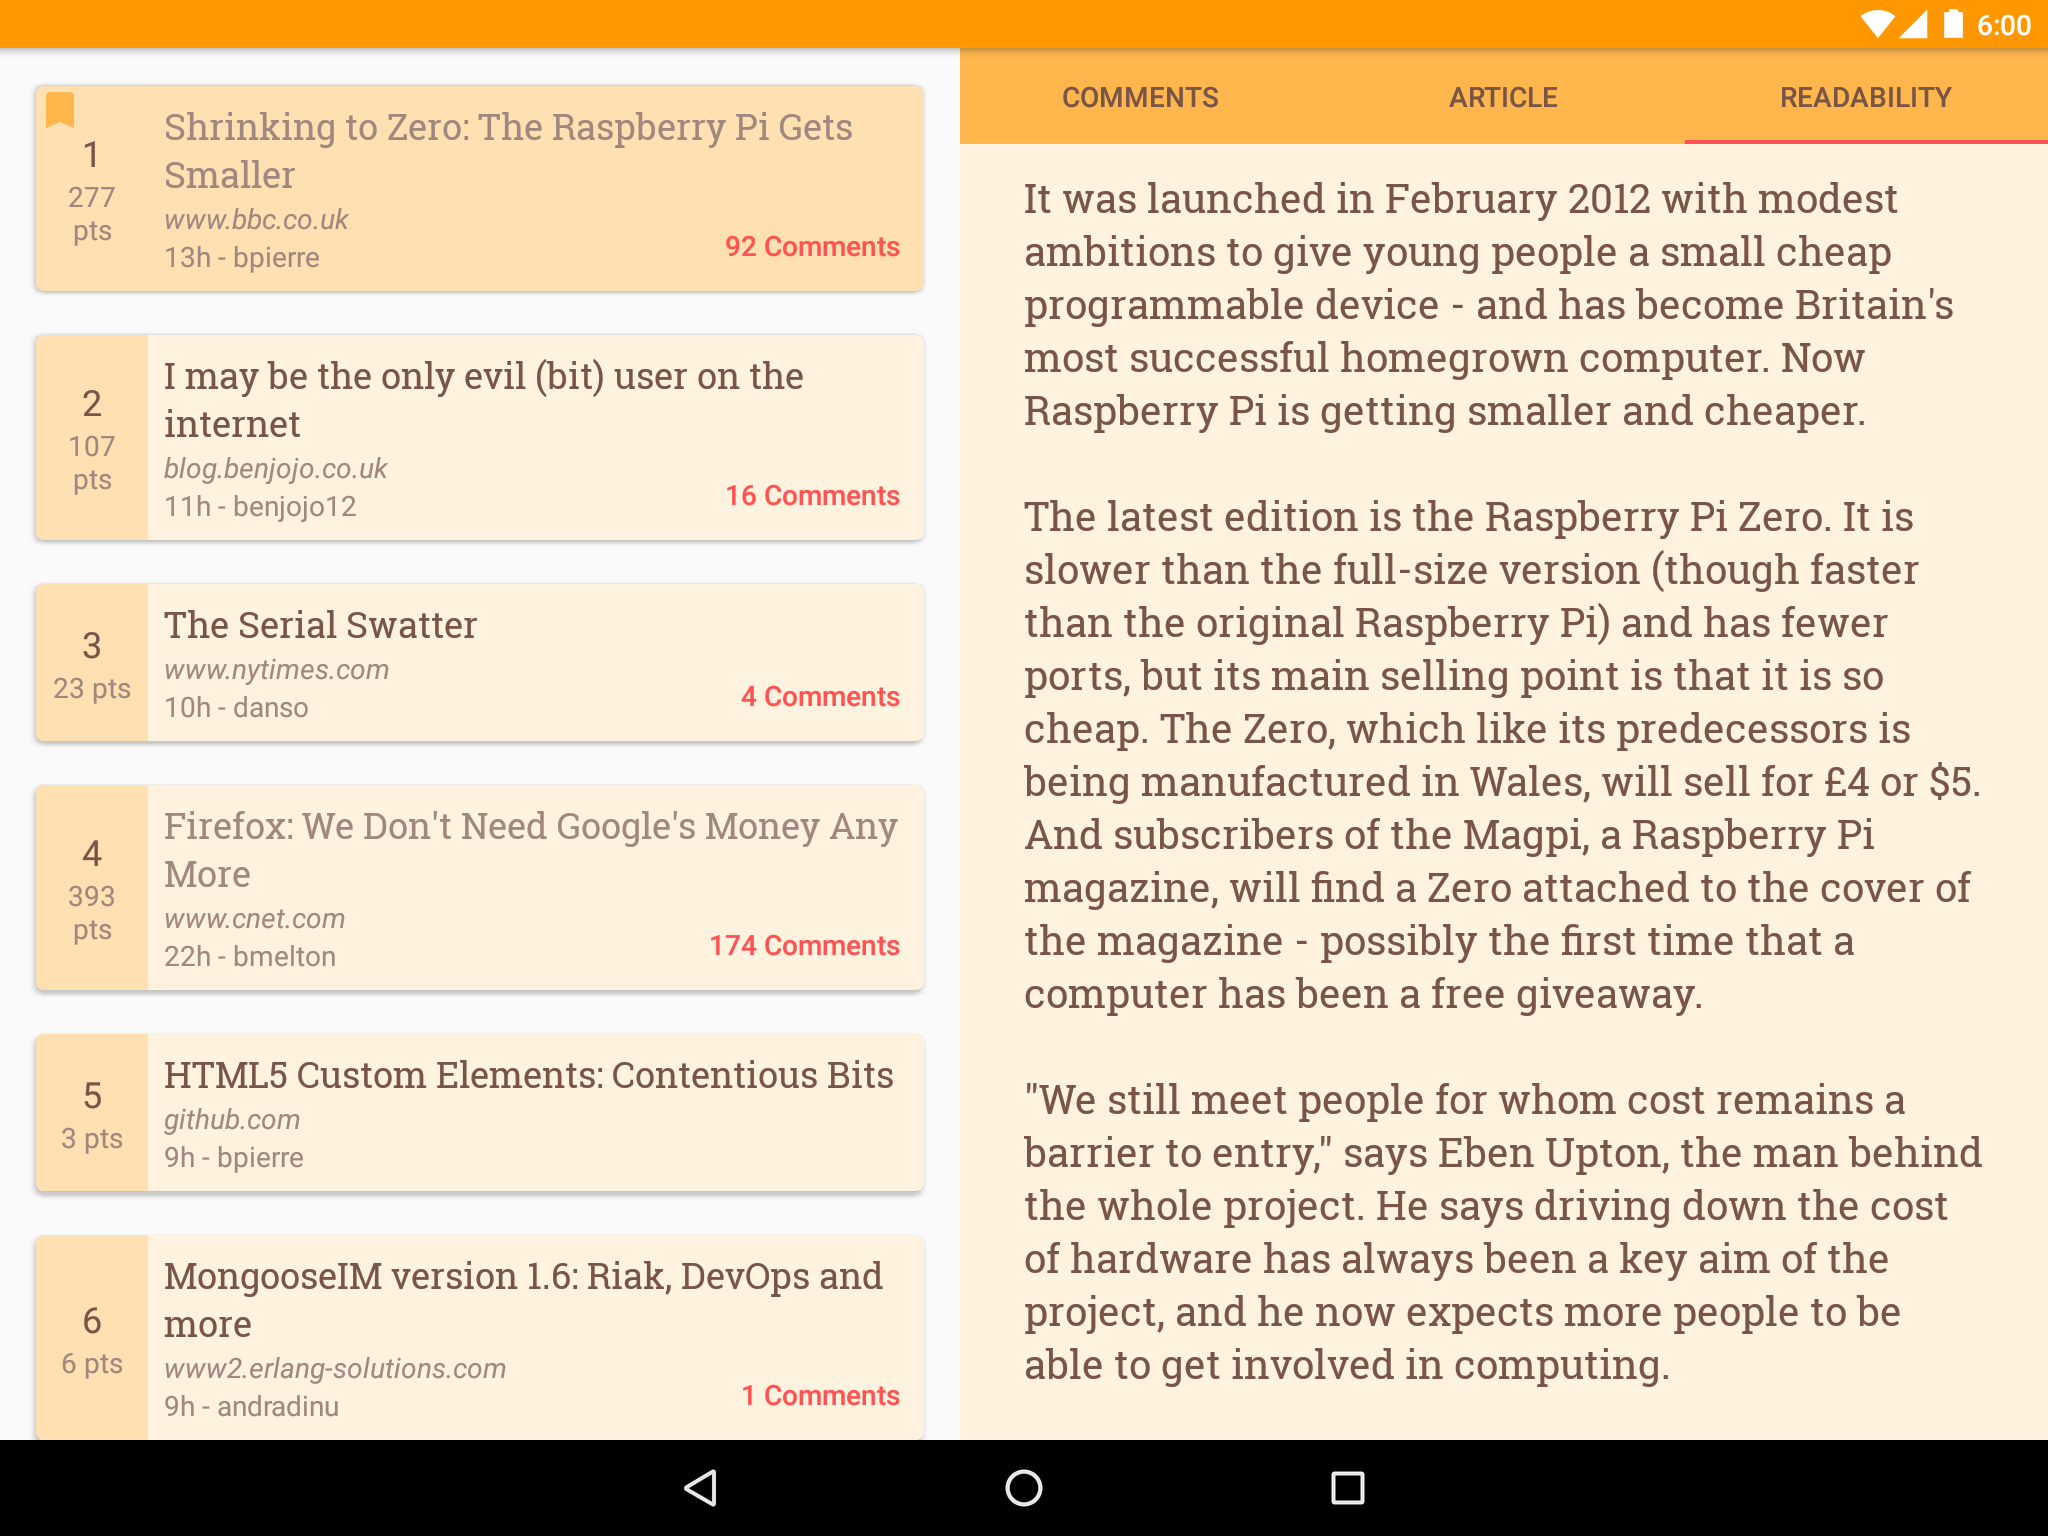 6:00
1
277
pts
Shrinking to Zero: The Raspberry Pi Gets
Smaller
www.bbc.co.uk
13h - bpierre
92 Comments
2
107
pts
I may be the only evil (bit) user on the
internet
blog.benjojo.co.uk
11h - benjojo12
16 Comments
3
23 pts
The Serial Swatter
www.nytimes.com
10h - danso
4 Comments
4
393
pts
Firefox: We Don't Need Google's Money Any
More
www.cnet.com
22h - bmelton
174 Comments
5
3 pts
HTML5 Custom Elements: Contentious Bits
github.com
9h - bpierre
6
6 pts
MongooseIM version 1.6: Riak, DevOps and
more
www2.erlang-solutions.com
9h - andradinu
1 Comments
COMMENTS
ARTICLE
READABILITY
It was launched in February 2012 with modest
ambitions to give young people a small cheap
programmable device - and has become Britain's
most successful homegrown computer. Now
Raspberry Pi is getting smaller and cheaper.
The latest edition is the Raspberry Pi Zero. It is
slower than the full-size version (though faster
than the original Raspberry Pi) and has fewer
ports, but its main selling point is that it is so
cheap. The Zero, which like its predecessors is
being manufactured in Wales, will sell for £4 or $5.
And subscribers of the Magpi, a Raspberry Pi
magazine, will find a Zero attached to the cover of
the magazine - possibly the first time that a
computer has been a free giveaway.
"We still meet people for whom cost remains a
barrier to entry," says Eben Upton, the man behind
the whole project. He says driving down the cost
of hardware has always been a key aim of the
project, and he now expects more people to be
able to get involved in computing.